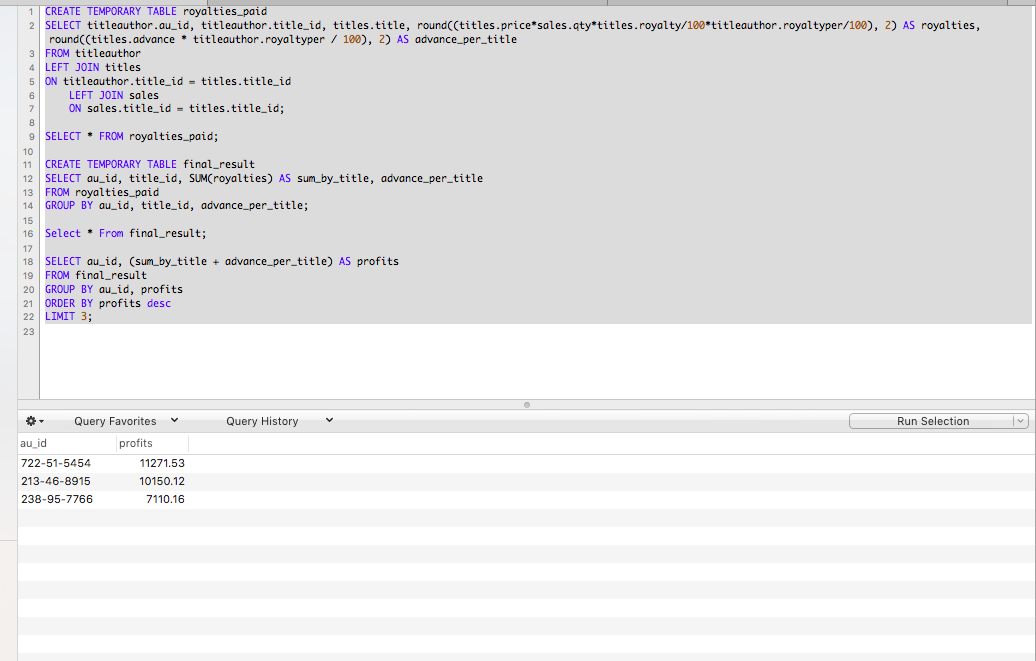 1 CREATE TEMPORARY TABLE royalties_paid
2 SELECT titleauthor.au_id, titleauthor.title_id, titles.title, round((titles.price*sales.qty*titles.royalty/100*titleauthor.royaltyper/100), 2) AS royalties,
round((titles.advance * titleauthor.royaltyper / 100), 2) AS advance_per_title
3 FROM titleauthor
4 LEFT JOIN titles
5 ON titleauthor.title_id = titles.title_id
6 LEFT JOIN sales
7 ON sales.title_id = titles.title_id;
8
9 SELECT * FROM royalties_paid;
10
11 CREATE TEMPORARY TABLE final_result
12 SELECT au_id, title_id, SUM(royalties) AS sum_by_title, advance_per_title
13 FROM royalties_paid
14 GROUP BY au_id, title_id, advance_per_title;
15
16 Select * From final_result;
17
18 SELECT au_id, (sum_by_title + advance_per_title) AS profits
19 FROM final_result
20 GROUP BY au_id, profits
21 ORDER BY profits desc
22 LIMIT 3;
23
Query Favorites Query History Run Selection
au_id profits
722-51-5454 11271.53
213-46-8915 10150.12
238-95-7766 7110.16